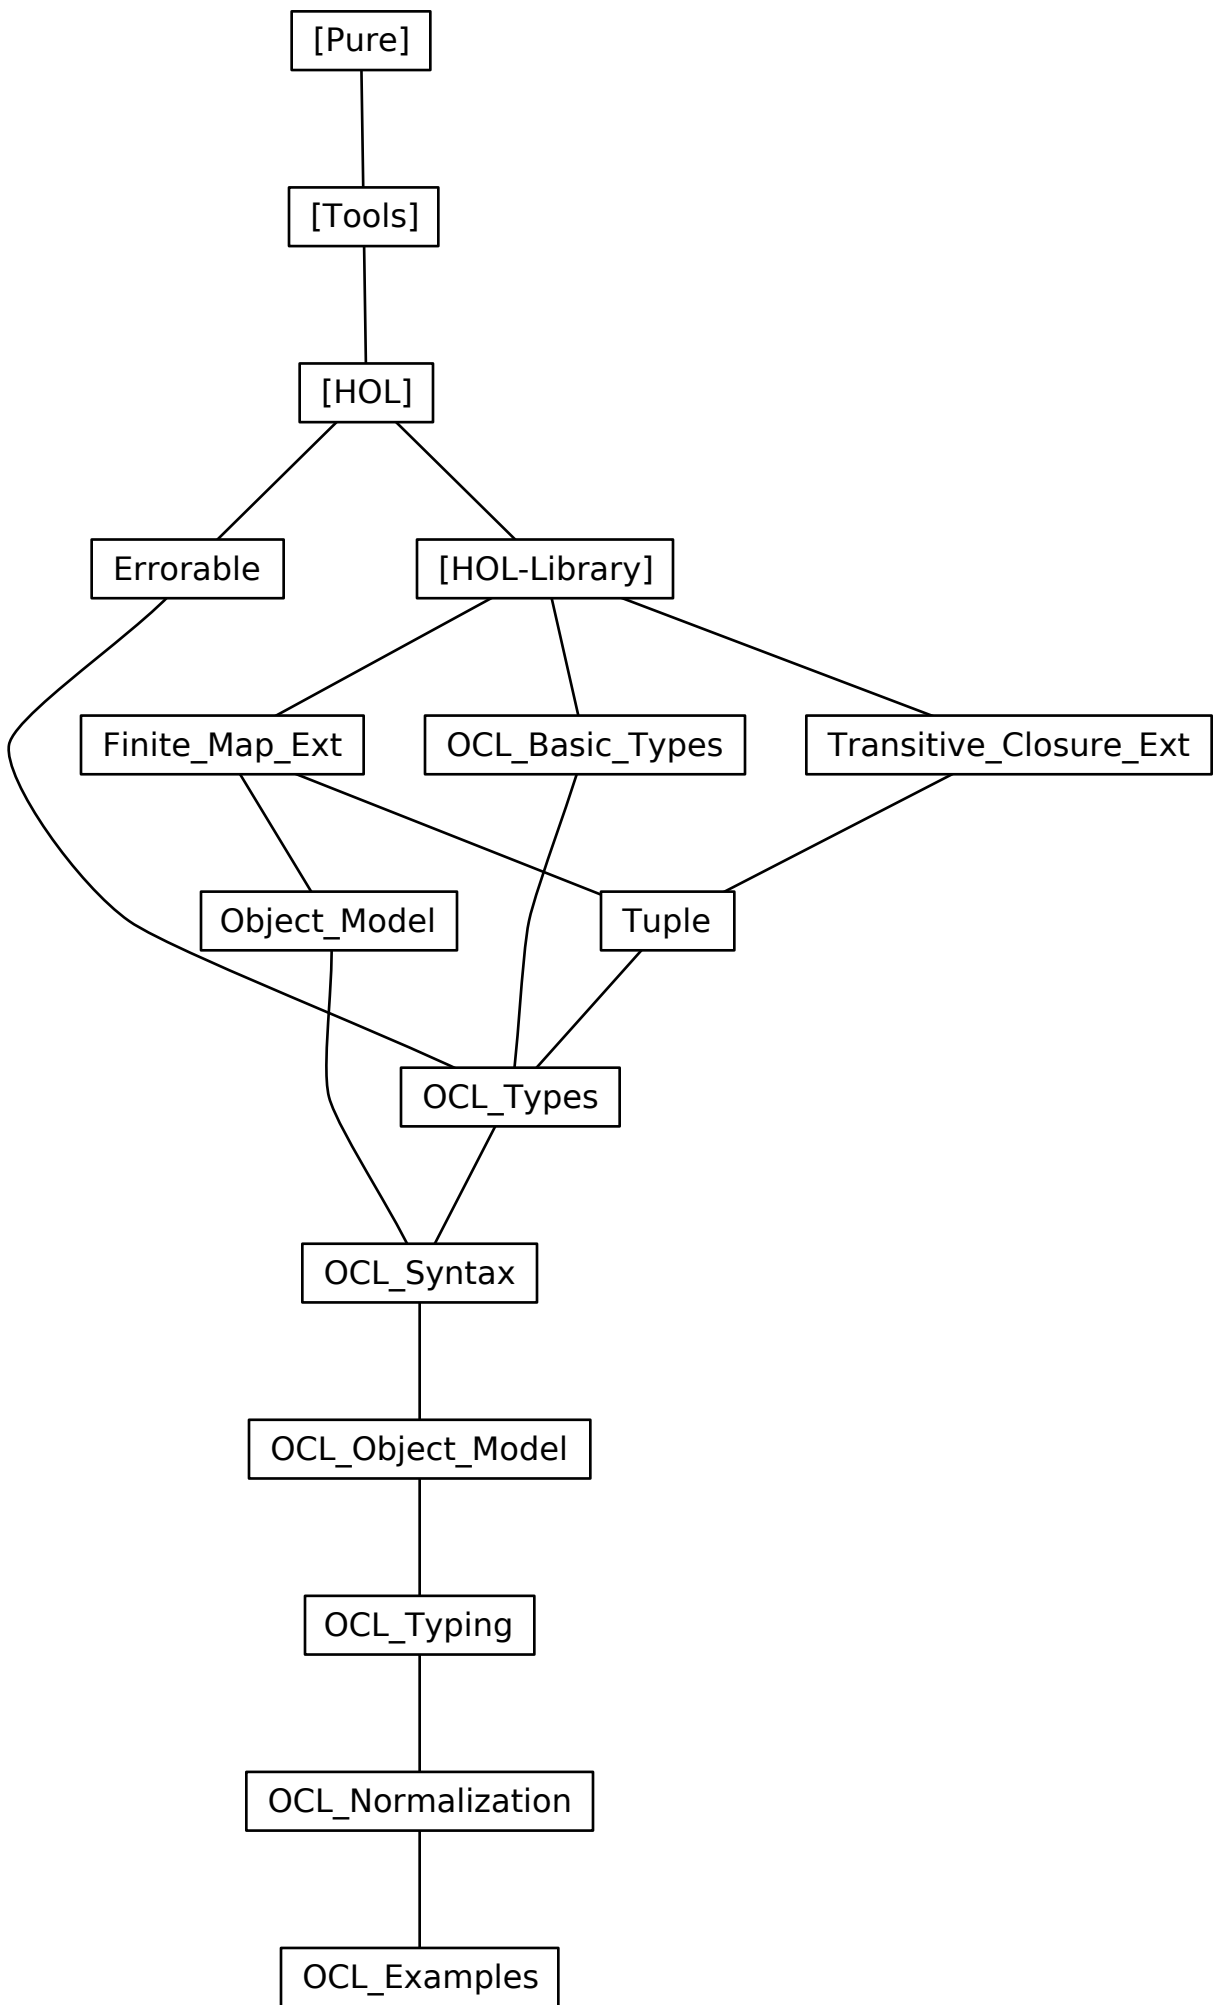 [Pure]
[Tools]
[HOL]
Errorable
[HOL-Library]
Finite_Map_Ext
OCL_Basic_Types
Transitive_Closure_Ext
Object_Model
Tuple
OCL_Types
OCL_Syntax
OCL_Object_Model
OCL_Typing
OCL_Normalization
OCL_Examples